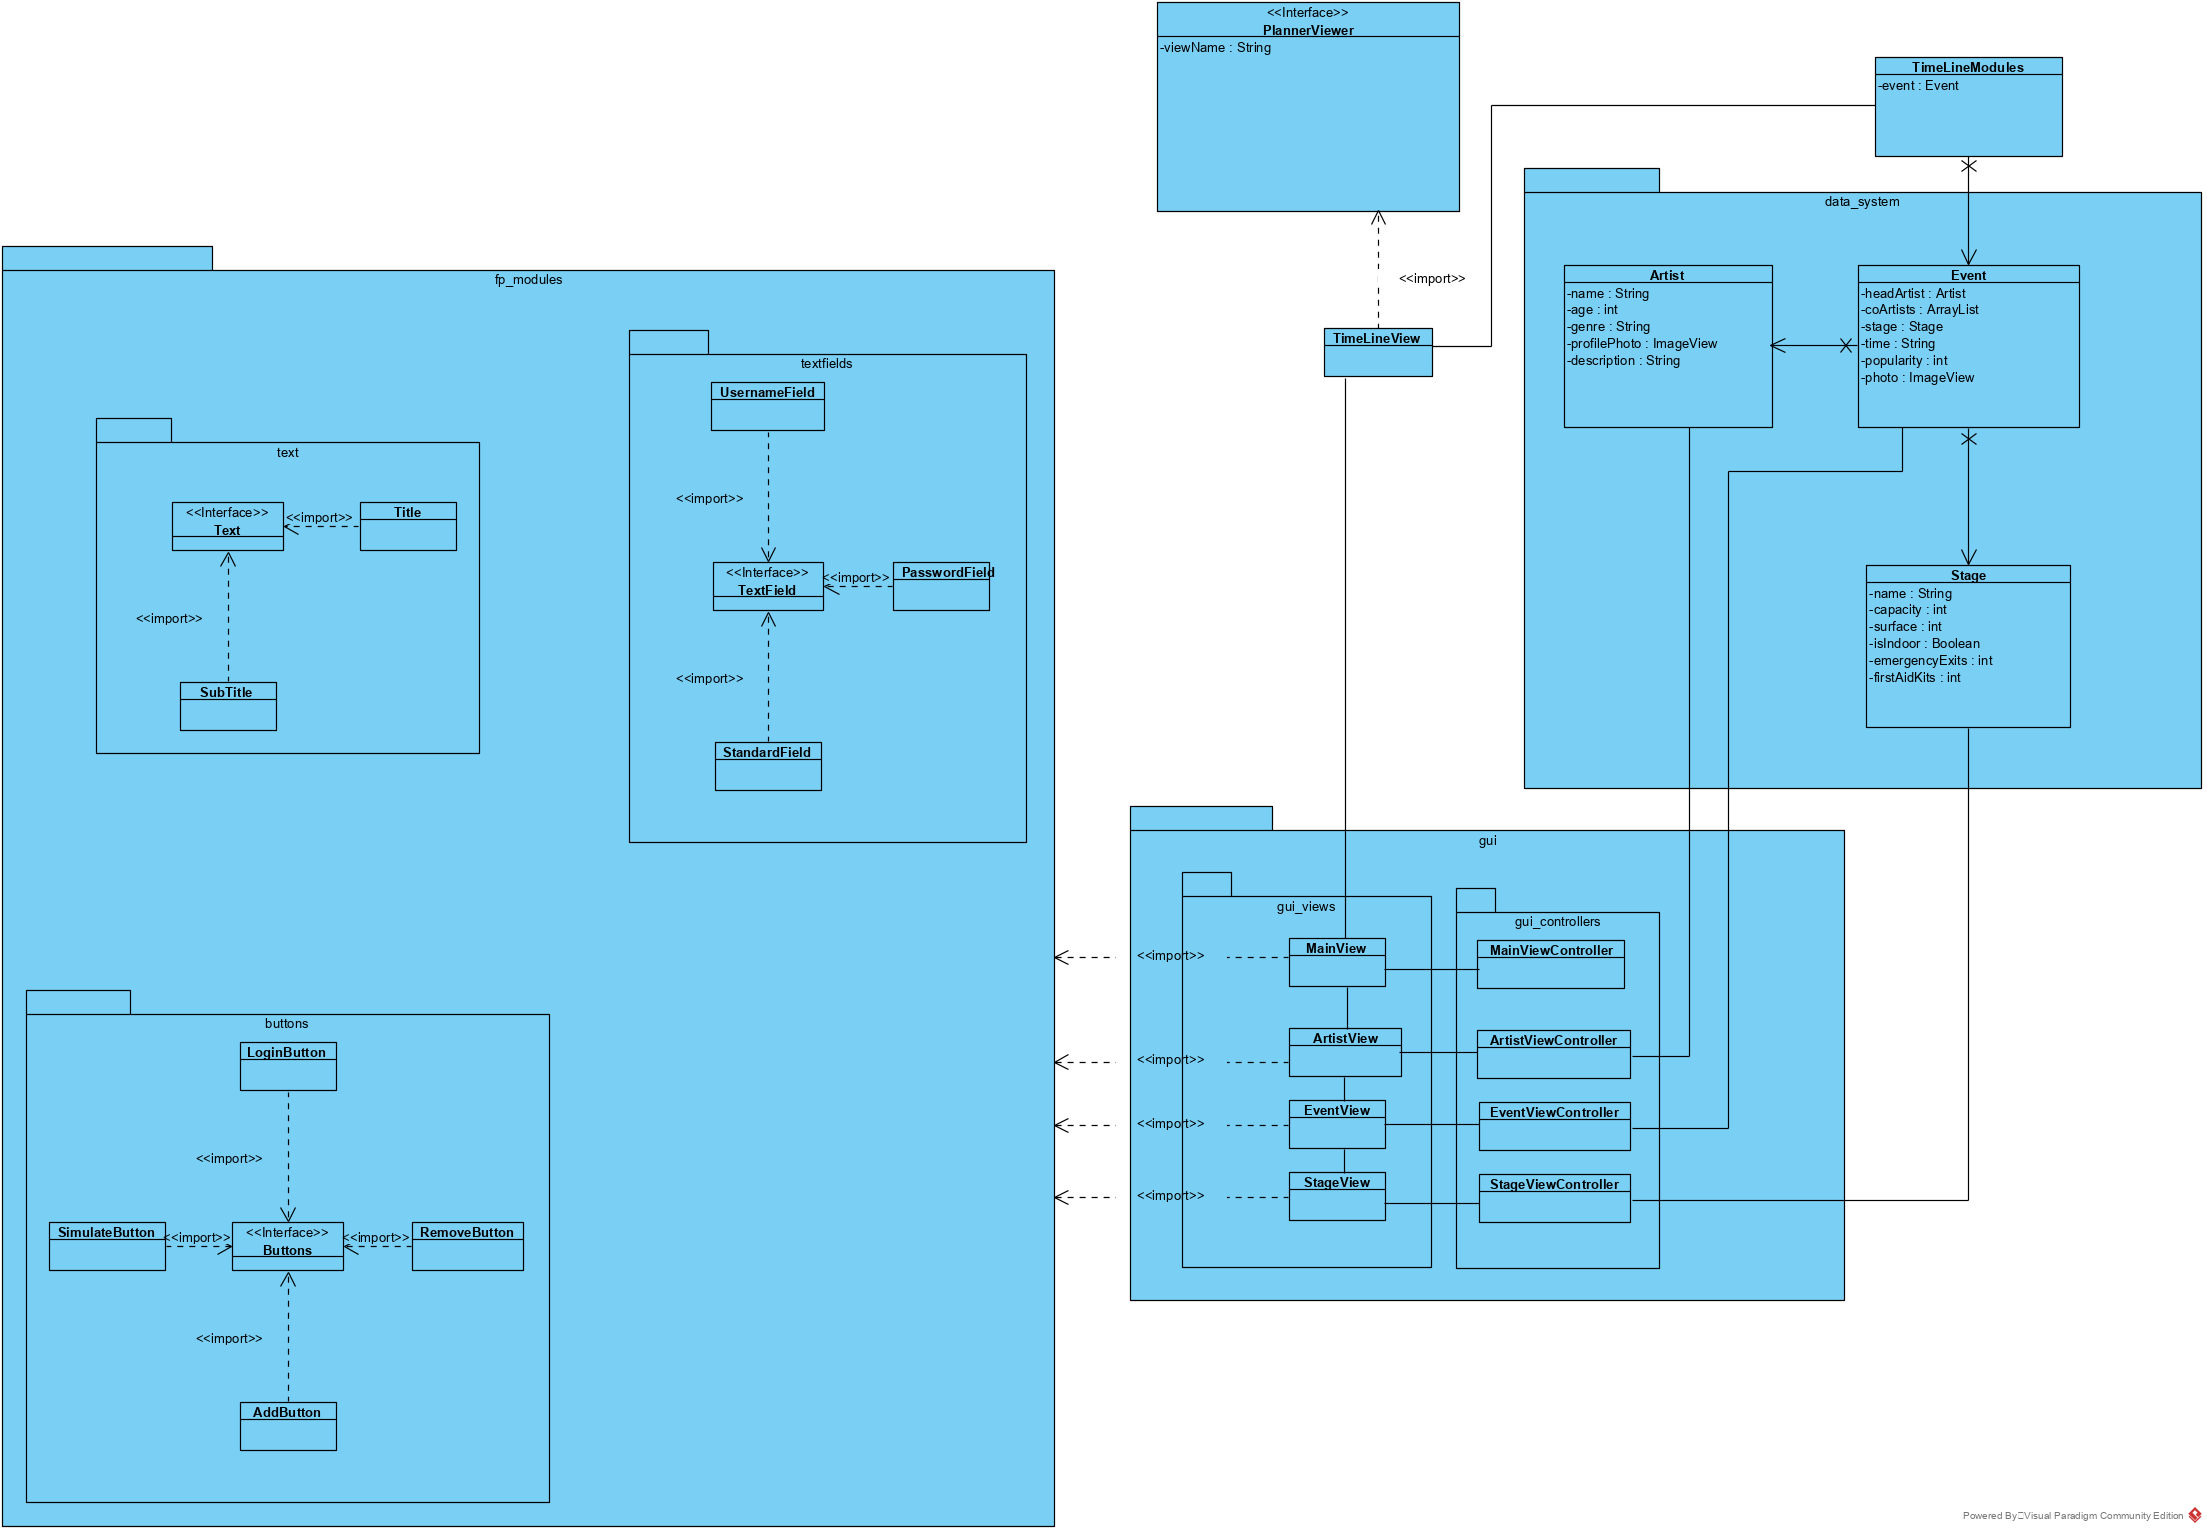 <<Interface>>
PlannerViewer
-viewName : String
TimeLineModules
-event : Event
<<import>>
TimeLineView
data_system
Artist
-name : String
-age : int
-genre : String
-profilePhoto : ImageView
-description : String
Event
-headArtist : Artist
-coArtists : ArrayList
-stage : Stage
-time : String
-popularity : int
-photo : ImageView
Stage
-name : String
-capacity : int
-surface : int
-isIndoor : Boolean
-emergencyExits : int
-firstAidKits : int
fp_modules
text
<<Interface>>
Text
<<import>>
Title
<<import>>
SubTitle
textfields
UsernameField
<<import>>
<<Interface>>
TextField
<<import>>
PasswordField
<<import>>
StandardField
buttons
LoginButton
<<import>>
SimulateButton
<<import>>
<<Interface>>
Buttons
<<import>>
RemoveButton
<<import>>
AddButton
gui
gui_views
gui_controllers
<<import>>
MainView
MainViewController
<<import>>
ArtistView
ArtistViewController
<<import>>
EventView
EventViewController
<<import>>
StageView
StageViewController
Powered By Visual Paradigm Community Edition